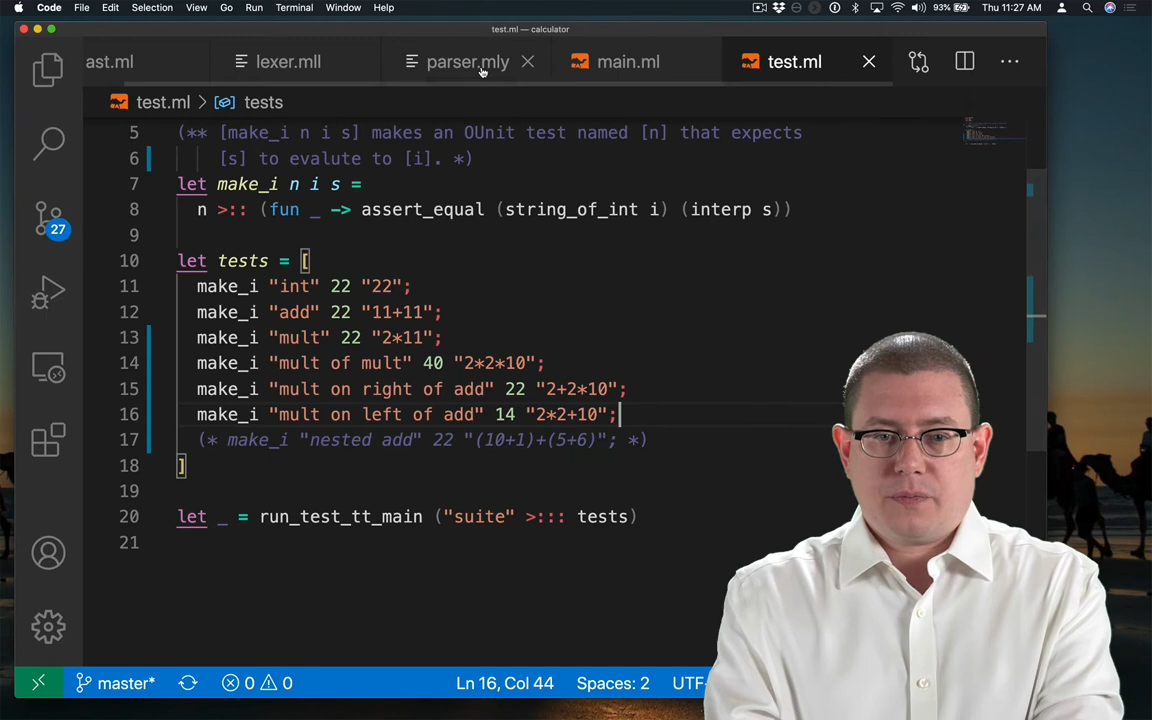 Code File Edit Selection View Go Run Terminal Window Help 93% Thu 11:27 AM
test.ml — calculator
ast.ml lexer.mll parser.mly main.ml test.ml
test.ml > tests
5 (** [make_i n i s] makes an OUnit test named [n] that expects
6 [s] to evalute to [i]. *)
7 let make_i n i s =
8 n >:: (fun _ -> assert_equal (string_of_int i) (interp s))
9
10 let tests = [
11 make_i "int" 22 "22";
12 make_i "add" 22 "11+11";
13 make_i "mult" 22 "2*11";
14 make_i "mult of mult" 40 "2*2*10";
15 make_i "mult on right of add" 22 "2+2*10";
16 make_i "mult on left of add" 14 "2*2+10";
17 (* make_i "nested add" 22 "(10+1)+(5+6)"; *)
18 ]
19
20 let _ = run_test_tt_main ("suite" >::: tests)
21
27
master* 0 0 Ln 16, Col 44 Spaces: 2 UTF-